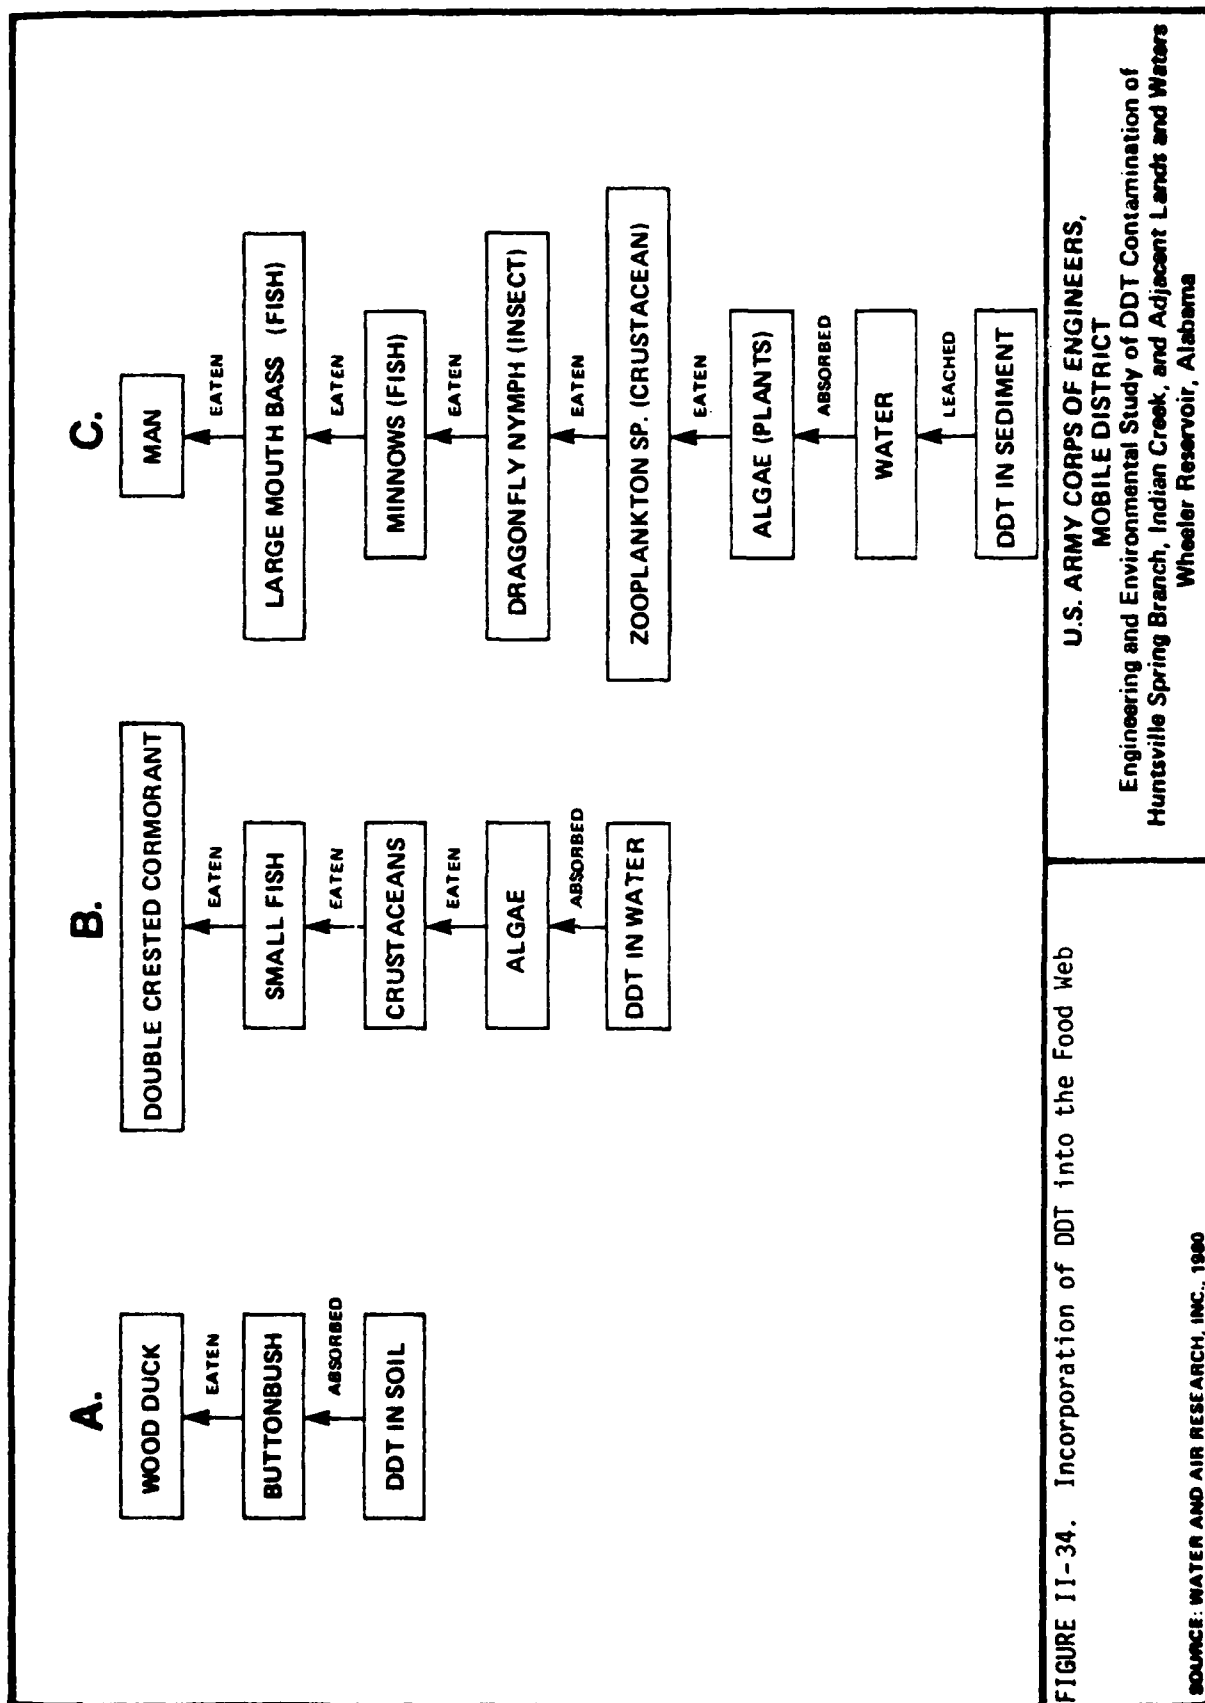 A.
WOOD DUCK
EATEN
BUTTONBUSH
ABSORBED
DDT IN SOIL
B.
DOUBLE CRESTED CORMORANT
EATEN
SMALL FISH
EATEN
CRUSTACEANS
EATEN
ALGAE
ABSORBED
DDT IN WATER
C.
MAN
EATEN
LARGE MOUTH BASS (FISH)
EATEN
MINNOWS (FISH)
EATEN
DRAGONFLY NYMPH (INSECT)
EATEN
ZOOPLANKTON SP. (CRUSTACEAN)
EATEN
ALGAE (PLANTS)
ABSORBED
WATER
LEACHED
DDT IN SEDIMENT
FIGURE II-34. Incorporation of DDT into the Food Web
SOURCE: WATER AND AIR RESEARCH, INC., 1980
U.S. ARMY CORPS OF ENGINEERS,
MOBILE DISTRICT
Engineering and Environmental Study of DDT Contamination of
Huntsville Spring Branch, Indian Creek, and Adjacent Lands and Waters
Wheeler Reservoir, Alabama